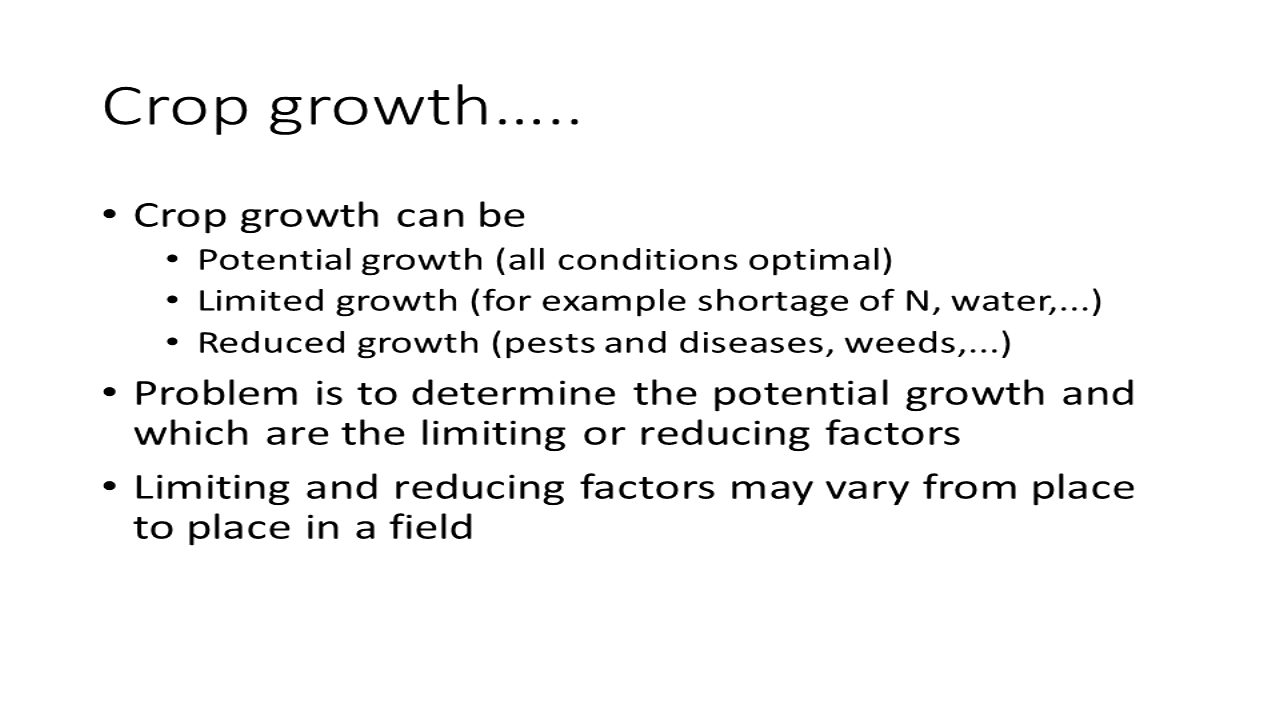 Crop growth.....
• Crop growth can be
• Potential growth (all conditions optimal)
• Limited growth (for example shortage of N, water,...)
• Reduced growth (pests and diseases, weeds,...)
• Problem is to determine the potential growth and
which are the limiting or reducing factors
• Limiting and reducing factors may vary from place
to place in a field